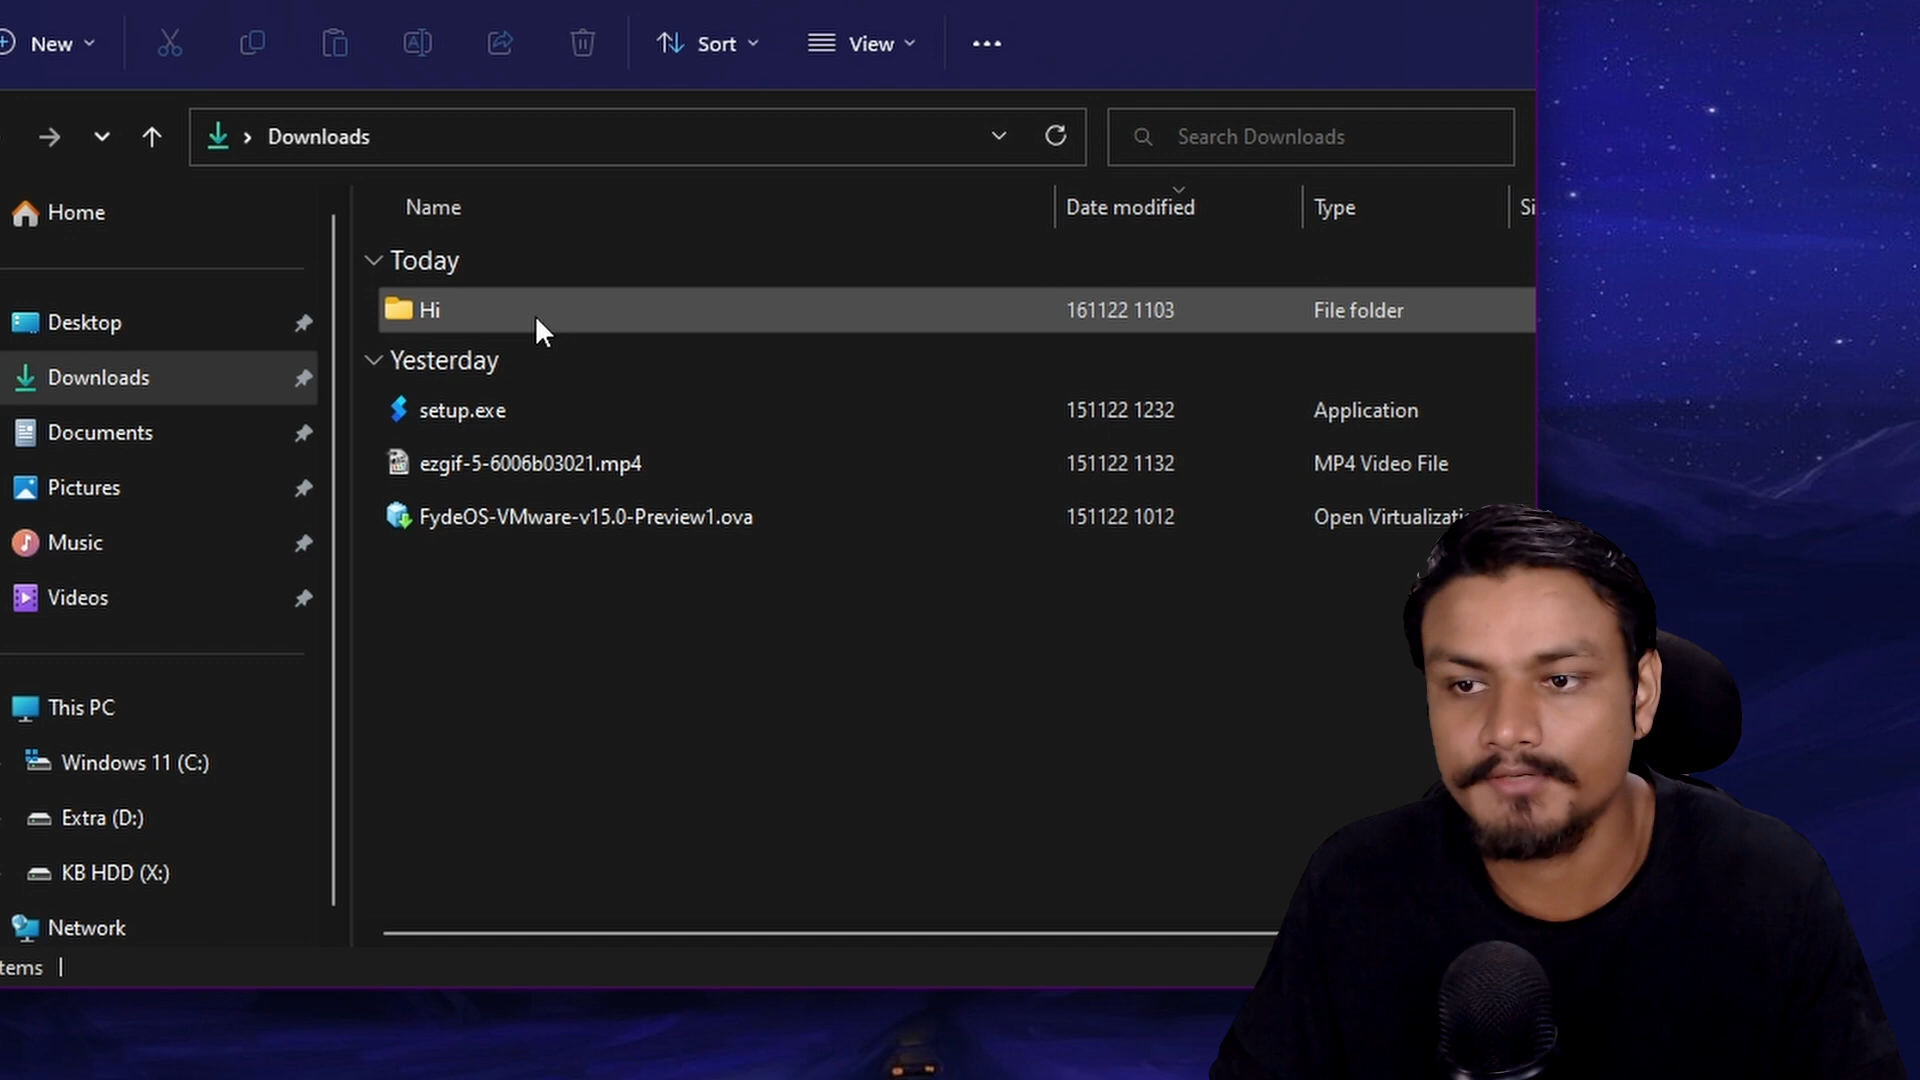 New
Sort
View
Downloads
Search Downloads
Name Date modified Type
Home
Today
Hi 161122 1103 File folder
Desktop
Yesterday
Downloads
setup.exe 151122 1232 Application
Documents
ezgif-5-6006b03021.mp4 151122 1132 MP4 Video File
Pictures
FydeOS-VMware-v15.0-Preview1.ova 151122 1012 Open
Music
Videos
This PC
Windows 11 (C:)
Extra (D:)
KB HDD (X:)
Network